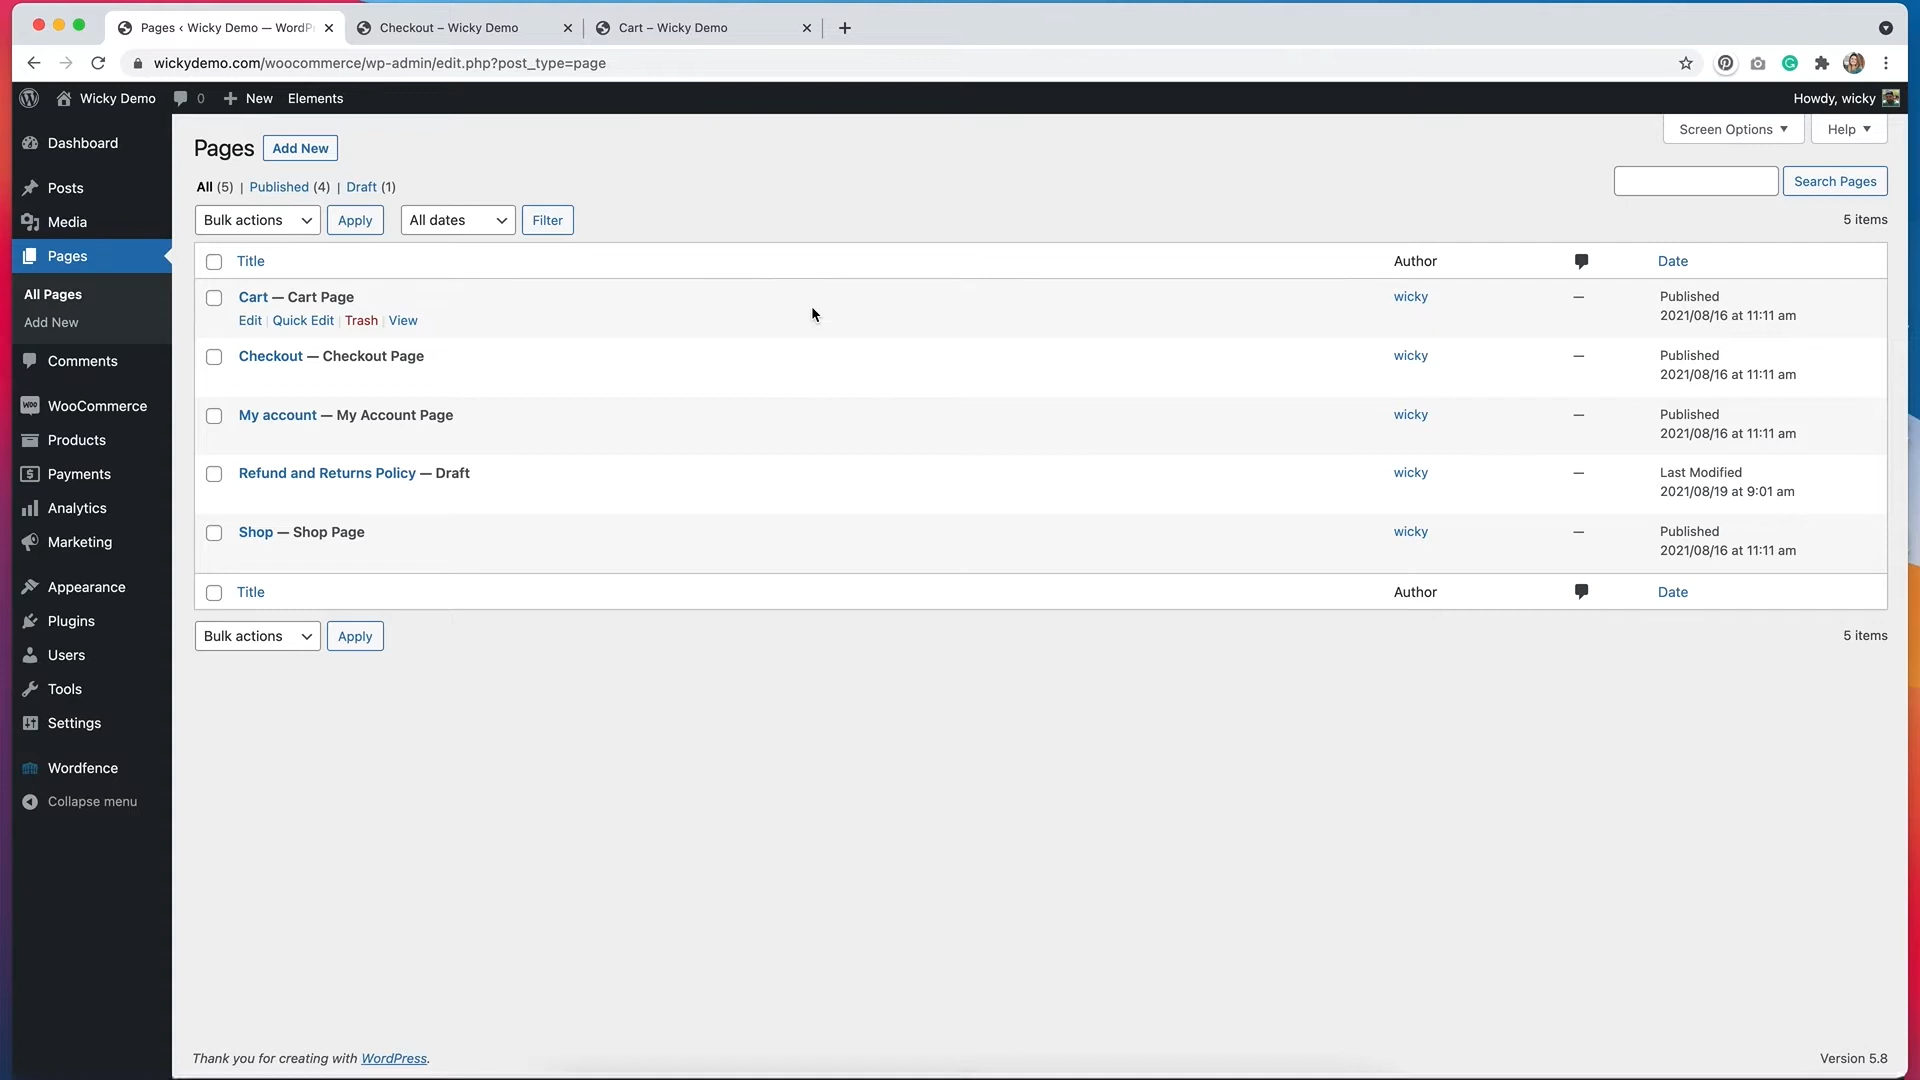 Pages ‹ Wicky Demo — WordP
Checkout – Wicky Demo
Cart – Wicky Demo
wickydemo.com/woocommerce/wp-admin/edit.php?post_type=page
Wicky Demo
0
New
Elements
Howdy, wicky
Dashboard
Posts
Media
Pages
All Pages
Add New
Comments
WooCommerce
Products
Payments
Analytics
Marketing
Appearance
Plugins
Users
Tools
Settings
Wordfence
Collapse menu
Screen Options
Help
Pages
Add New
All (5) | Published (4) | Draft (1)
Search Pages
Bulk actions
Apply
All dates
Filter
5 items
Title
Author
Date
Cart — Cart Page
Edit | Quick Edit | Trash | View
wicky
—
Published
2021/08/16 at 11:11 am
Checkout — Checkout Page
wicky
—
Published
2021/08/16 at 11:11 am
My account — My Account Page
wicky
—
Published
2021/08/16 at 11:11 am
Refund and Returns Policy — Draft
wicky
—
Last Modified
2021/08/19 at 9:01 am
Shop — Shop Page
wicky
—
Published
2021/08/16 at 11:11 am
Title
Author
Date
Bulk actions
Apply
5 items
Thank you for creating with WordPress.
Version 5.8